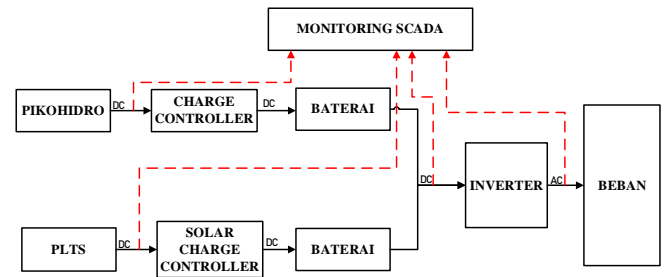 MONITORING SCADA
PIKOHIDRO
DC
CHARGE
CONTROLLER
DC
BATERAI
DC
INVERTER
AC
BEBAN
PLTS
DC
SOLAR
CHARGE
CONTROLLER
DC
BATERAI